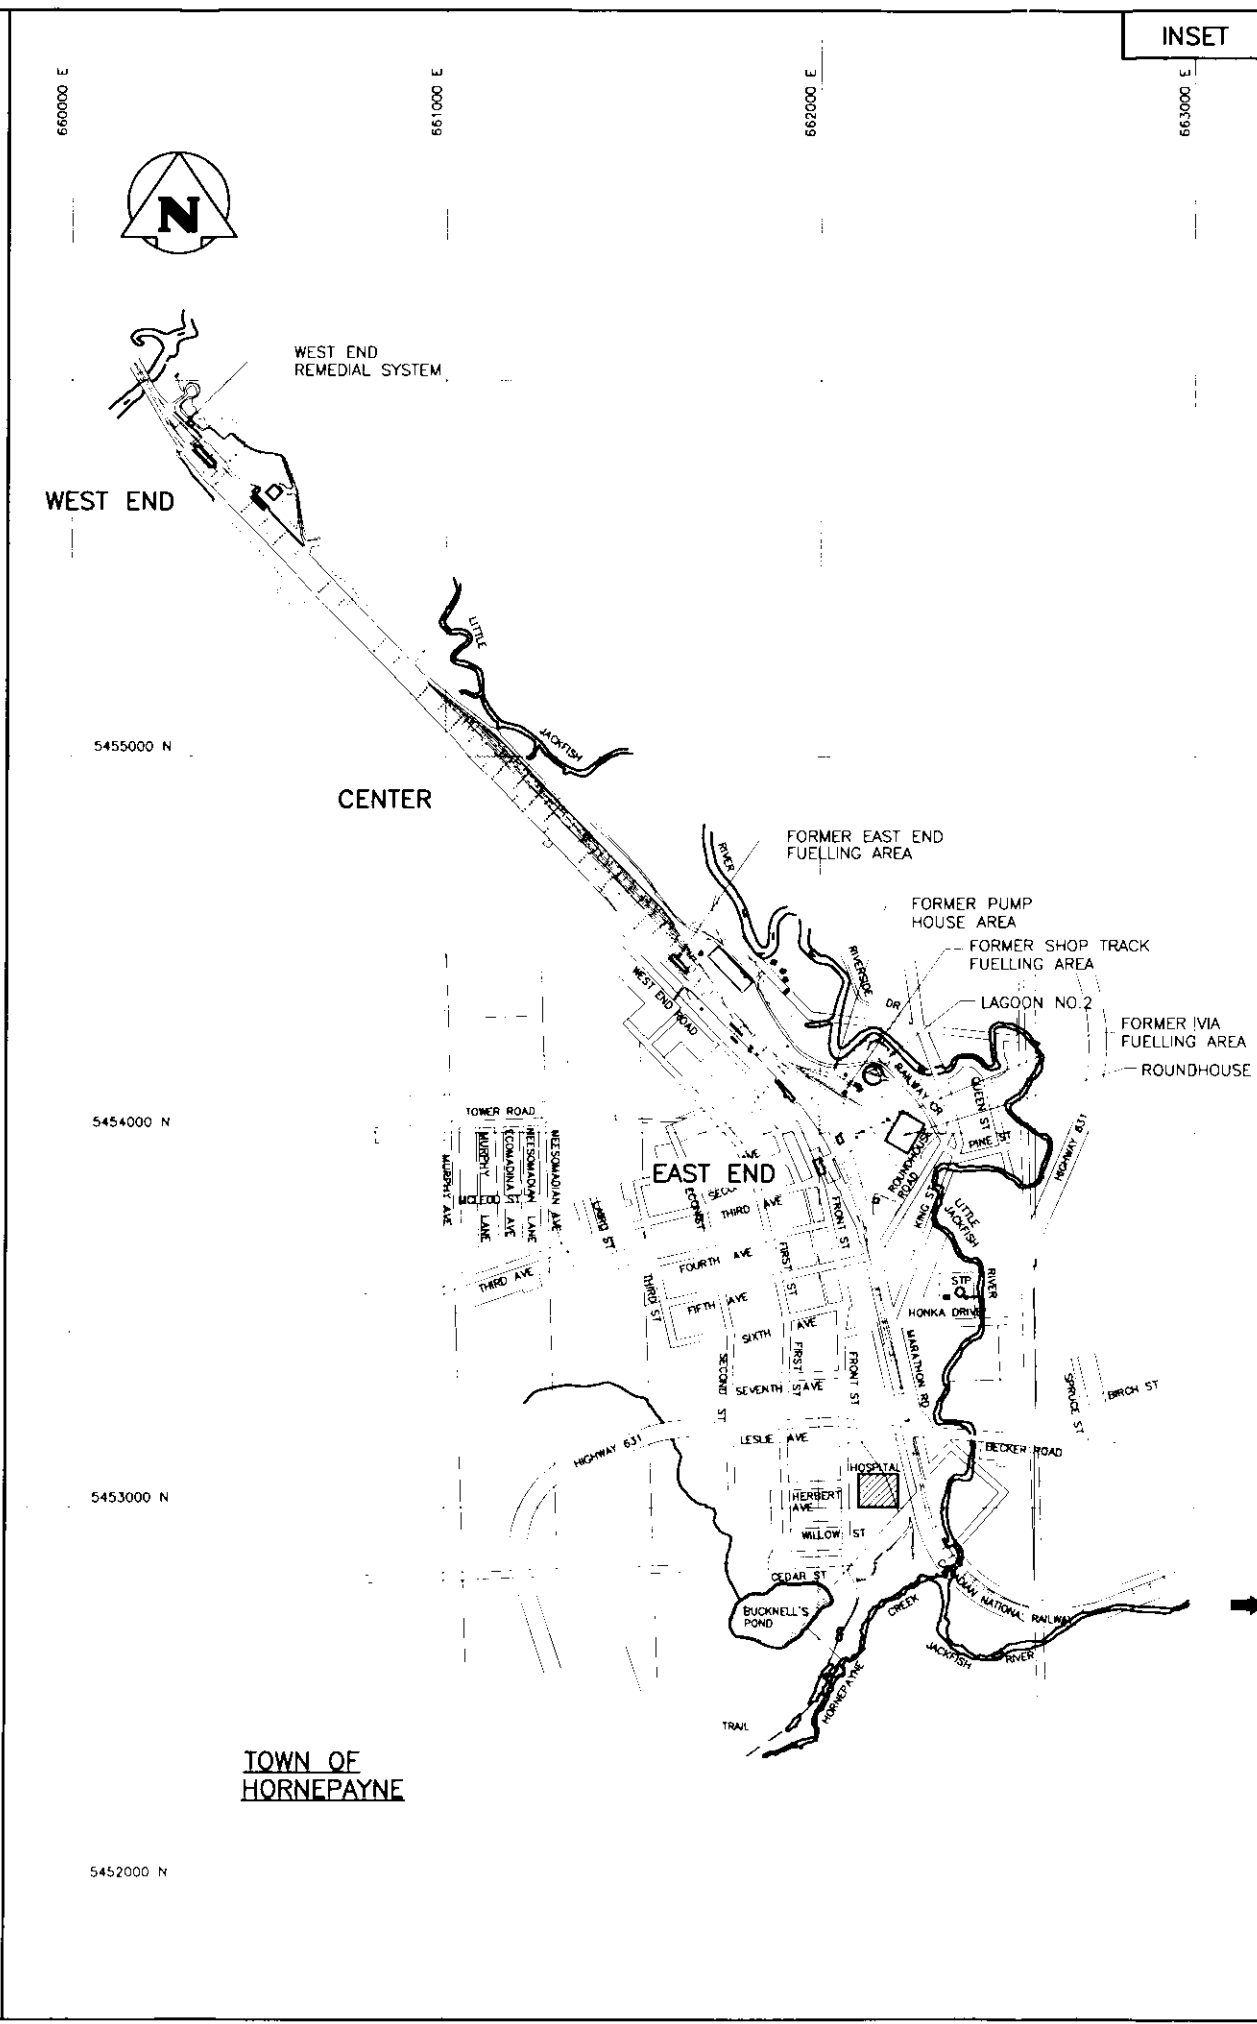 INSET
660000 E
661000 E
662000 E
663000 E
N
WEST END
REMEDIAL SYSTEM
WEST END
LITTLE
JACKFISH
5455000 N
CENTER
RIVER
FORMER EAST END
FUELLING AREA
FORMER PUMP
HOUSE AREA
FORMER SHOP TRACK
FUELLING AREA
LAGOON NO.2
FORMER VIA
FUELLING AREA
ROUNDHOUSE
RIVERSIDE
DR
WEST END ROAD
RAILWAY CR
QUEEN ST
PINE ST
HIGHWAY 631
5454000 N
TOWER ROAD
MURPHY AVE
MURPHY LANE
ECOMADINA AVE
NEESOMADIAN LANE
NEESOMADIAN AVE
MCLEOD ST
LAIRD ST
THIRD AVE
EAST END
AVE
THIRD AVE
FOURTH AVE
FIFTH AVE
SIXTH AVE
SEVENTH AVE
LESLIE AVE
THIRD ST
SECOND ST
FIRST ST
FIRST ST
FRONT ST
FRONT ST
ROUNDHOUSE
ROAD
KING ST
LITTLE
JACKFISH
RIVER
STP
HONKA DRIVE
MARATHON RD
SPRUCE ST
BIRCH ST
BECKER ROAD
HIGHWAY 631
HOSPITAL
5453000 N
HERBERT
AVE
WILLOW ST
CEDAR ST
BUCKNELL'S
POND
CREEK
HORNEPAYNE
CANADIAN NATIONAL RAILWAY
JACKFISH
RIVER
TRAIL
TOWN OF
HORNEPAYNE
5452000 N